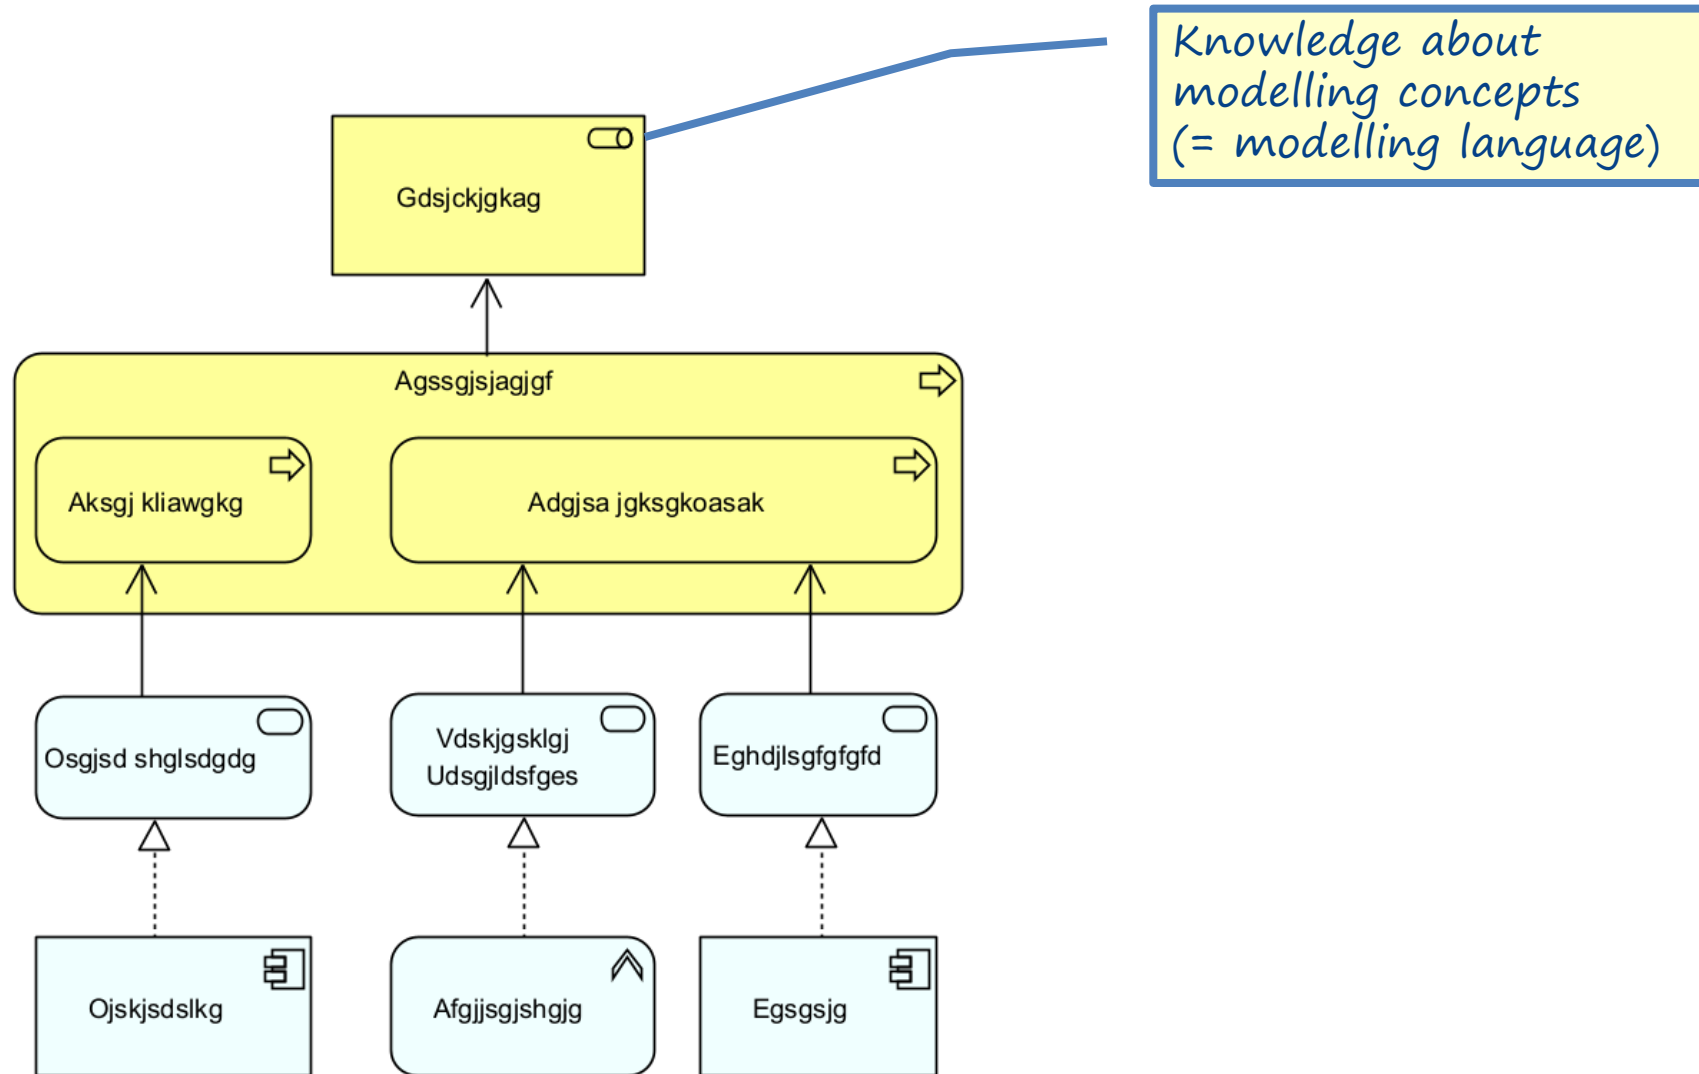 Knowledge about
modelling concepts
(= modelling language)
Gdsjckjgkag
Agssgjsjagjgf
Aksgj kliawgkg
Adgjsa jgksgkoasak
Osgjsd shglsdgdg
Vdskjgsklgj
Udsgjldsfges
Eghdjlsgfgfgfd
Ojskjsdslkg
Afgjjsgjshgjg
Egsgsjg